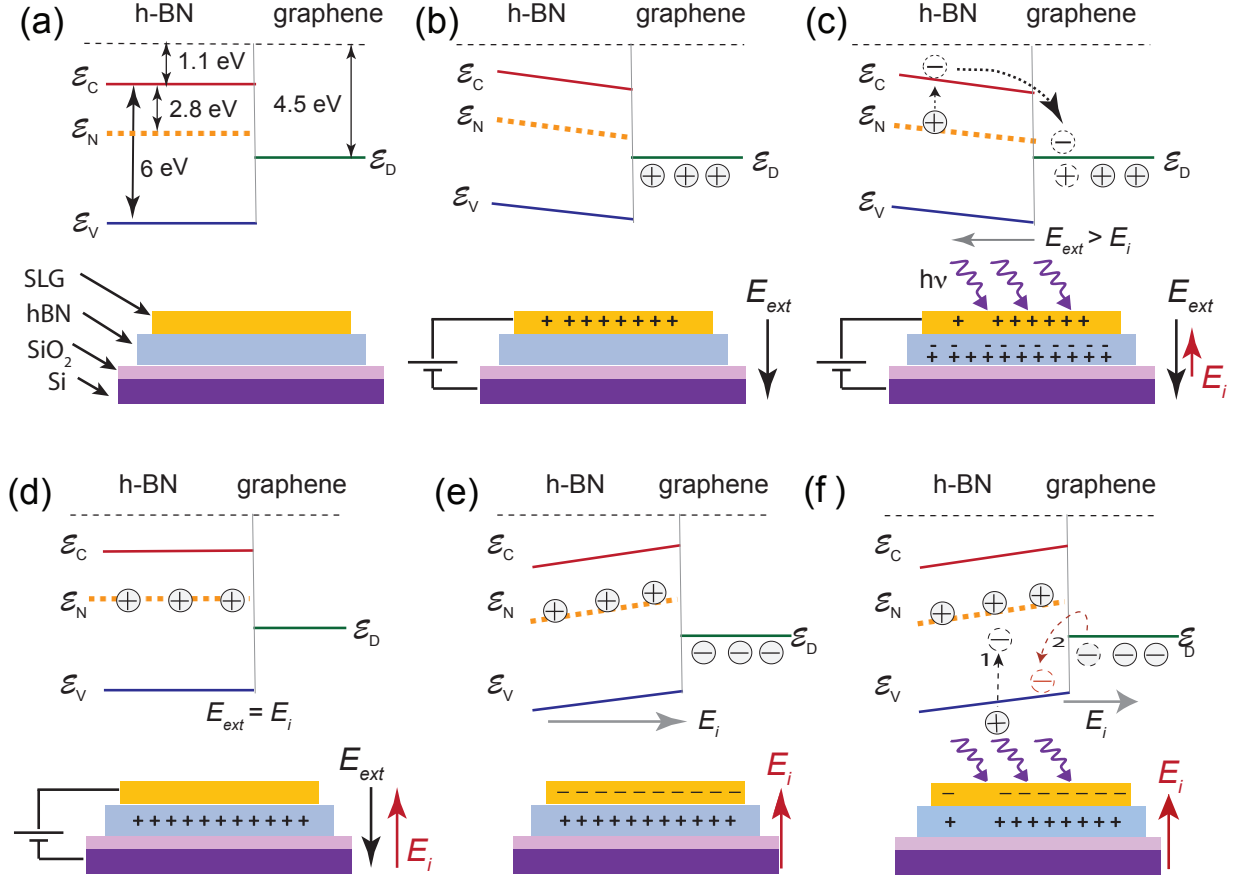 (a)
h-BN graphene
1.1 eV
ℰC
2.8 eV
4.5 eV
ℰN
6 eV
ℰD
ℰV
SLG
hBN
SiO2
Si
(b)
h-BN graphene
ℰC
ℰN
+ + +
ℰD
ℰV
+ + + + + + + +
Eext
(c)
h-BN graphene
−
ℰC
ℰN
+
−
+ + +
ℰD
ℰV
Eext > Ei
hν
+ + + + + + +
− − − − − − − − − −
+ + + + + + + + + +
Eext
Ei
(d)
h-BN graphene
ℰC
ℰN
+ + +
ℰD
ℰV
Eext = Ei
+ + + + + + + + + + +
Eext
Ei
(e)
h-BN graphene
ℰC
ℰN
+ + +
ℰD
− − −
ℰV
Ei
− − − − − − − − − −
+ + + + + + + + + + +
Ei
(f)
h-BN graphene
ℰC
ℰN
+ + +
−
1
2
ℰD
− − −
−
ℰV
+
Ei
− − − − − − − −
+ + + + + + + + +
Ei